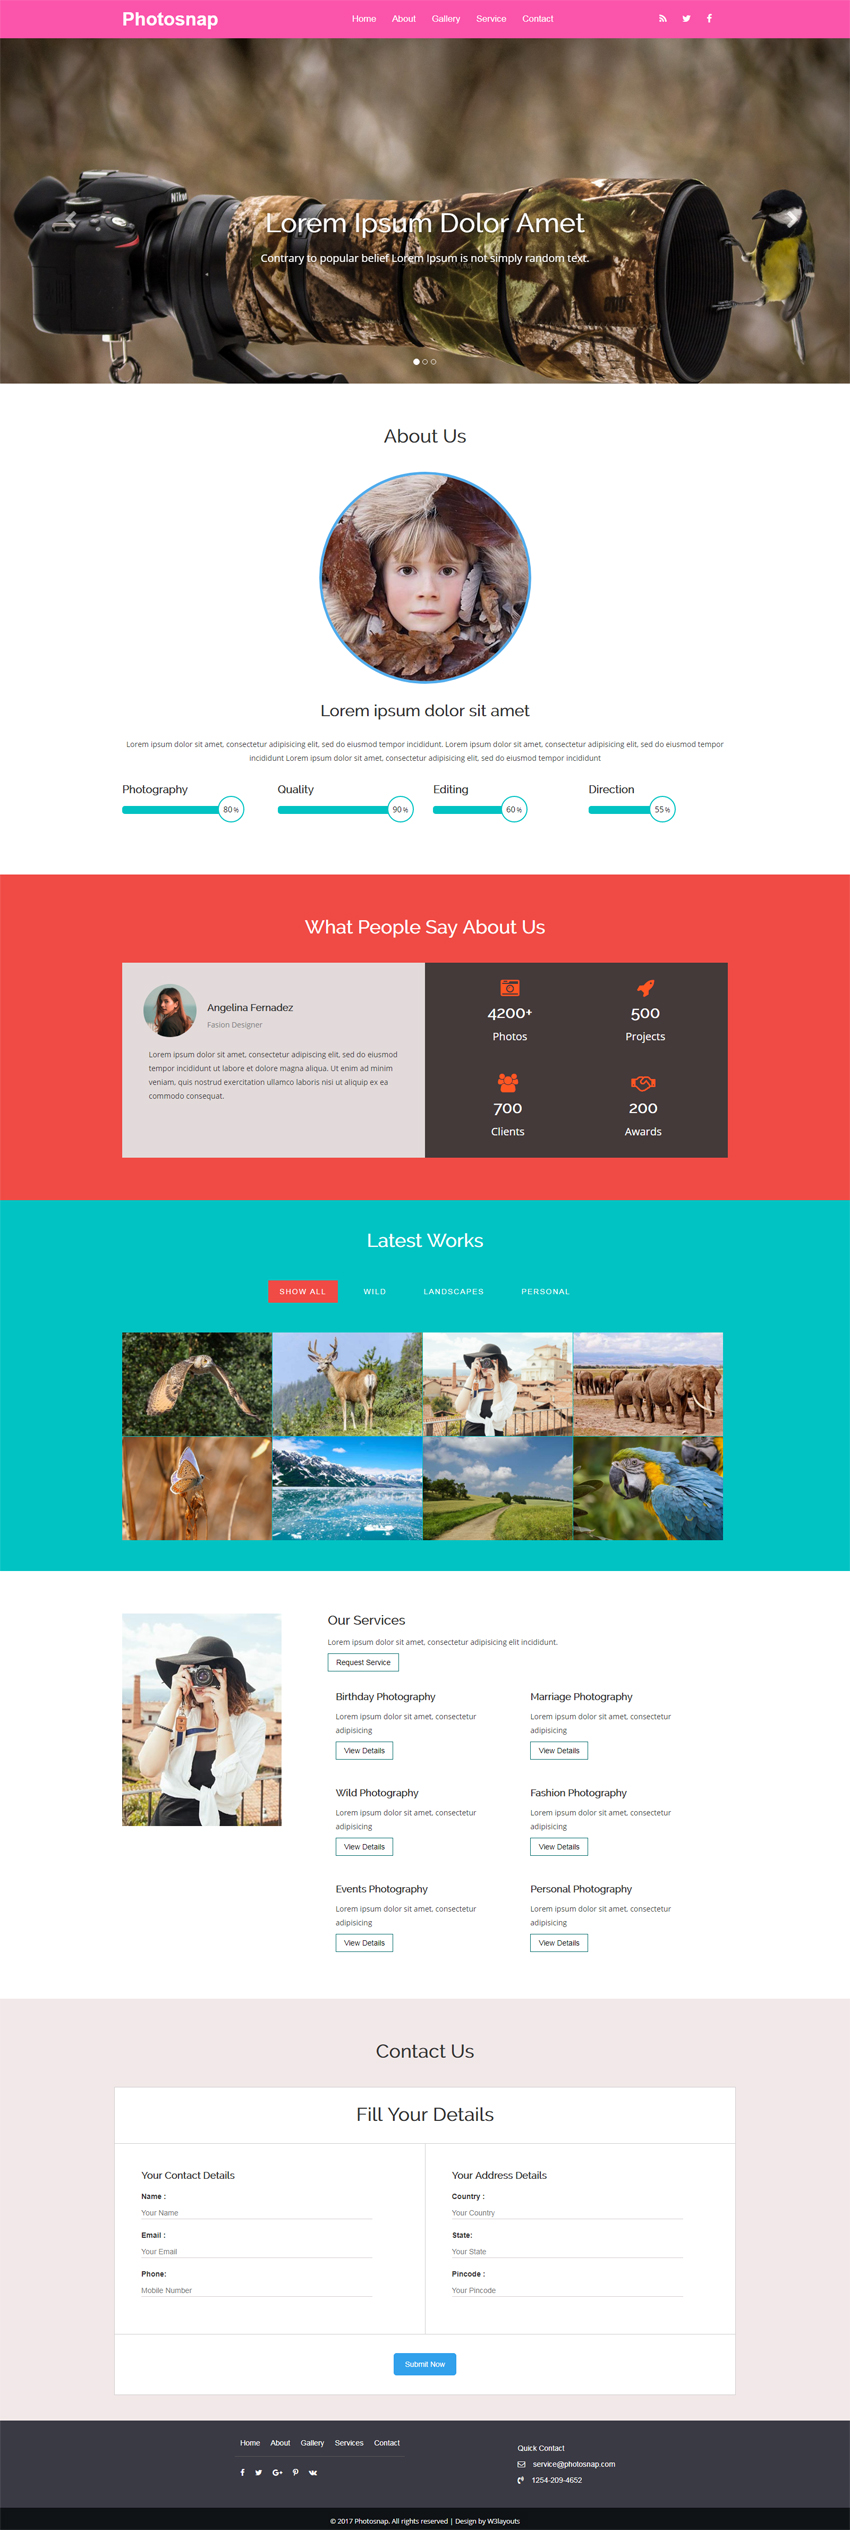 Photosnap
Home About Gallery Service Contact
Nikon
Lorem Ipsum Dolor Amet
Contrary to popular belief Lorem Ipsum is not simply random text.
About Us
Lorem ipsum dolor sit amet
Lorem ipsum dolor sit amet, consectetur adipisicing elit, sed do eiusmod tempor incididunt. Lorem ipsum dolor sit amet, consectetur adipisicing elit, sed do eiusmod tempor
incididunt Lorem ipsum dolor sit amet, consectetur adipisicing elit, sed do eiusmod tempor incididunt
Photography Quality Editing Direction
80% 90% 60% 55%
What People Say About Us
Angelina Fernadez
Fasion Designer
Lorem ipsum dolor sit amet, consectetur adipiscing elit, sed do eiusmod
tempor incididunt ut labore et dolore magna aliqua. Ut enim ad minim
veniam, quis nostrud exercitation ullamco laboris nisi ut aliquip ex ea
commodo consequat.
4200+ 500
Photos Projects
700 200
Clients Awards
Latest Works
SHOW ALL WILD LANDSCAPES PERSONAL
Our Services
Lorem ipsum dolor sit amet, consectetur adipisicing elit incididunt.
Request Service
Birthday Photography
Lorem ipsum dolor sit amet, consectetur
adipisicing
View Details
Marriage Photography
Lorem ipsum dolor sit amet, consectetur
adipisicing
View Details
Wild Photography
Lorem ipsum dolor sit amet, consectetur
adipisicing
View Details
Fashion Photography
Lorem ipsum dolor sit amet, consectetur
adipisicing
View Details
Events Photography
Lorem ipsum dolor sit amet, consectetur
adipisicing
View Details
Personal Photography
Lorem ipsum dolor sit amet, consectetur
adipisicing
View Details
Contact Us
Fill Your Details
Your Contact Details
Name :
Your Name
Email :
Your Email
Phone:
Mobile Number
Your Address Details
Country :
Your Country
State:
Your State
Pincode :
Your Pincode
Submit Now
Home About Gallery Services Contact
Quick Contact
service@photosnap.com
1254-209-4652
© 2017 Photosnap. All rights reserved | Design by W3layouts